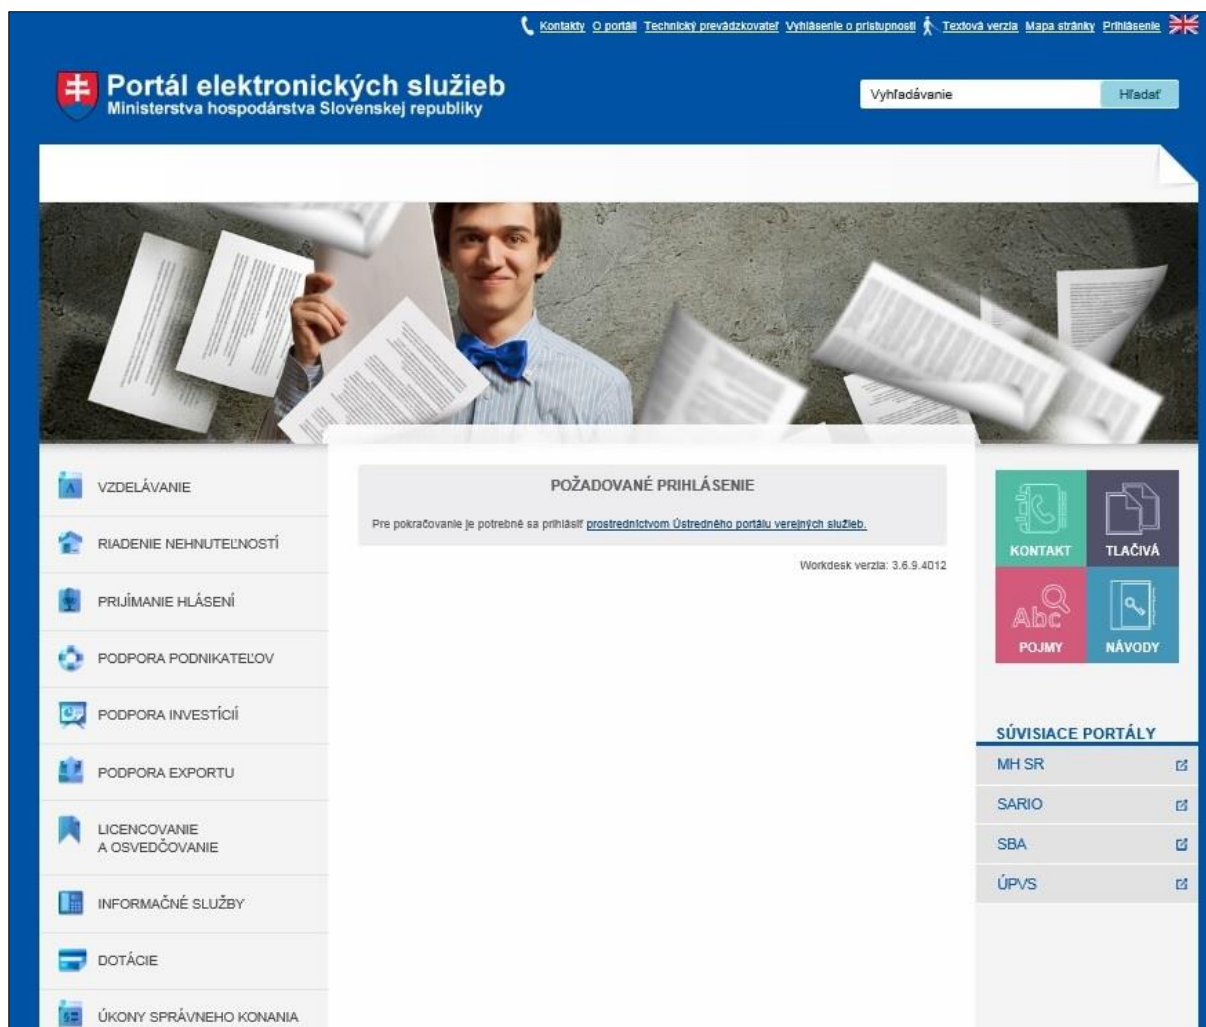 Kontakty O portáli Technický prevádzkovateľ Vyhlásenie o prístupnosti Textová verzia Mapa stránky Prihlásenie
Portál elektronických služieb
Ministerstva hospodárstva Slovenskej republiky
Vyhľadávanie
Hľadať
VZDELÁVANIE
RIADENIE NEHNUTEĽNOSTÍ
PRIJÍMANIE HLÁSENÍ
PODPORA PODNIKATEĽOV
PODPORA INVESTÍCIÍ
PODPORA EXPORTU
LICENCOVANIE
A OSVEDČOVANIE
INFORMAČNÉ SLUŽBY
DOTÁCIE
ÚKONY SPRÁVNEHO KONANIA
POŽADOVANÉ PRIHLÁSENIE
Pre pokračovanie je potrebné sa prihlásiť prostredníctvom Ústredného portálu verejných služieb.
Workdesk verzia: 3.6.9.4012
KONTAKT
TLAČIVÁ
Abc
POJMY
NÁVODY
SÚVISIACE PORTÁLY
MH SR
SARIO
SBA
ÚPVS